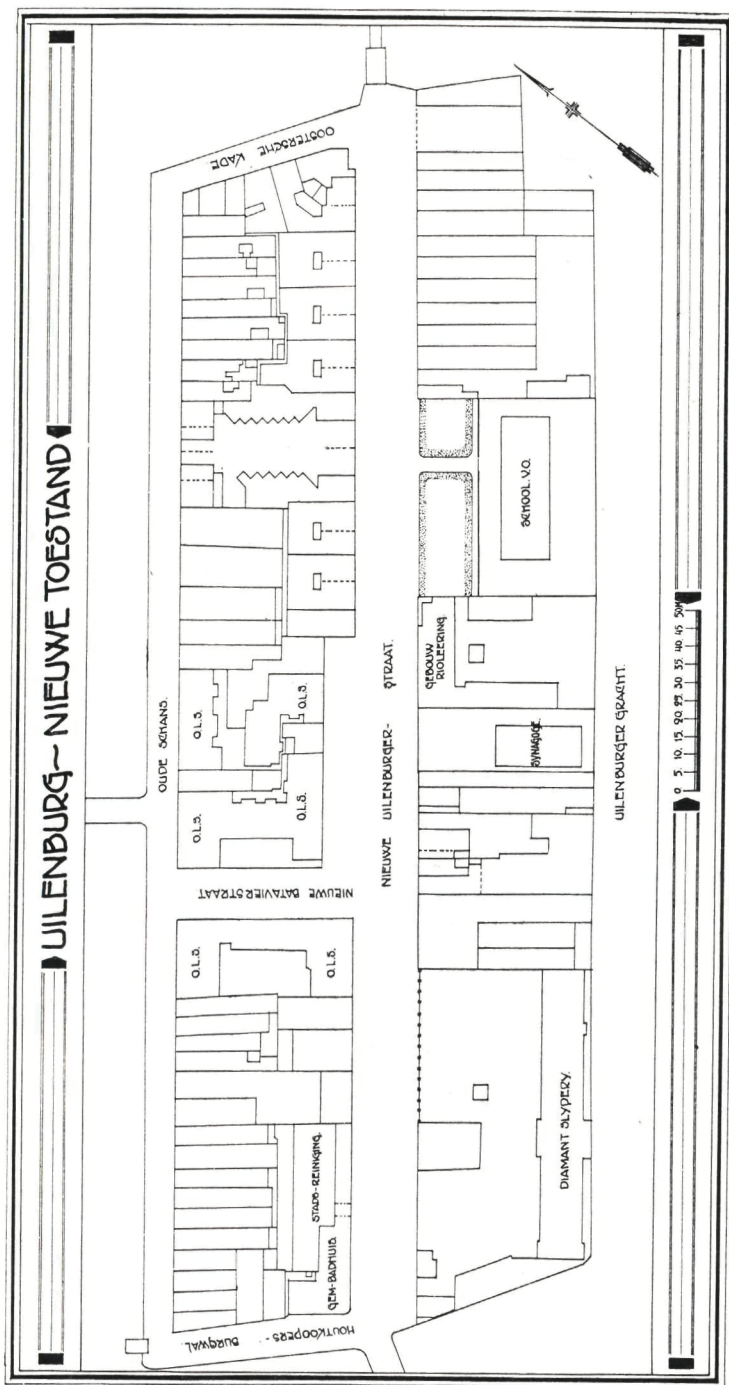 UILENBURG~ NIEUWE TOESTAND
OOSTERSCHE KADE
OUDE SCHANS.
O.L.S.
O.L.S.
O.L.S.
O.L.S.
NIEUWE BATAVIERSTRAAT
O.L.S.
O.L.S.
STADS-REINIGING.
GEM-BADHUIS.
HOUTKOOPERS-
BURGWAL.
NIEUWE UILENBURGER- STRAAT.
SCHOOL. V.O.
GEBOUW
RIOLEERING.
SYNAGOGE.
DIAMANT SLYPERY.
UILENBURGER GRACHT.
0 5. 10. 15. 20. 25. 30. 35. 40. 45 50M